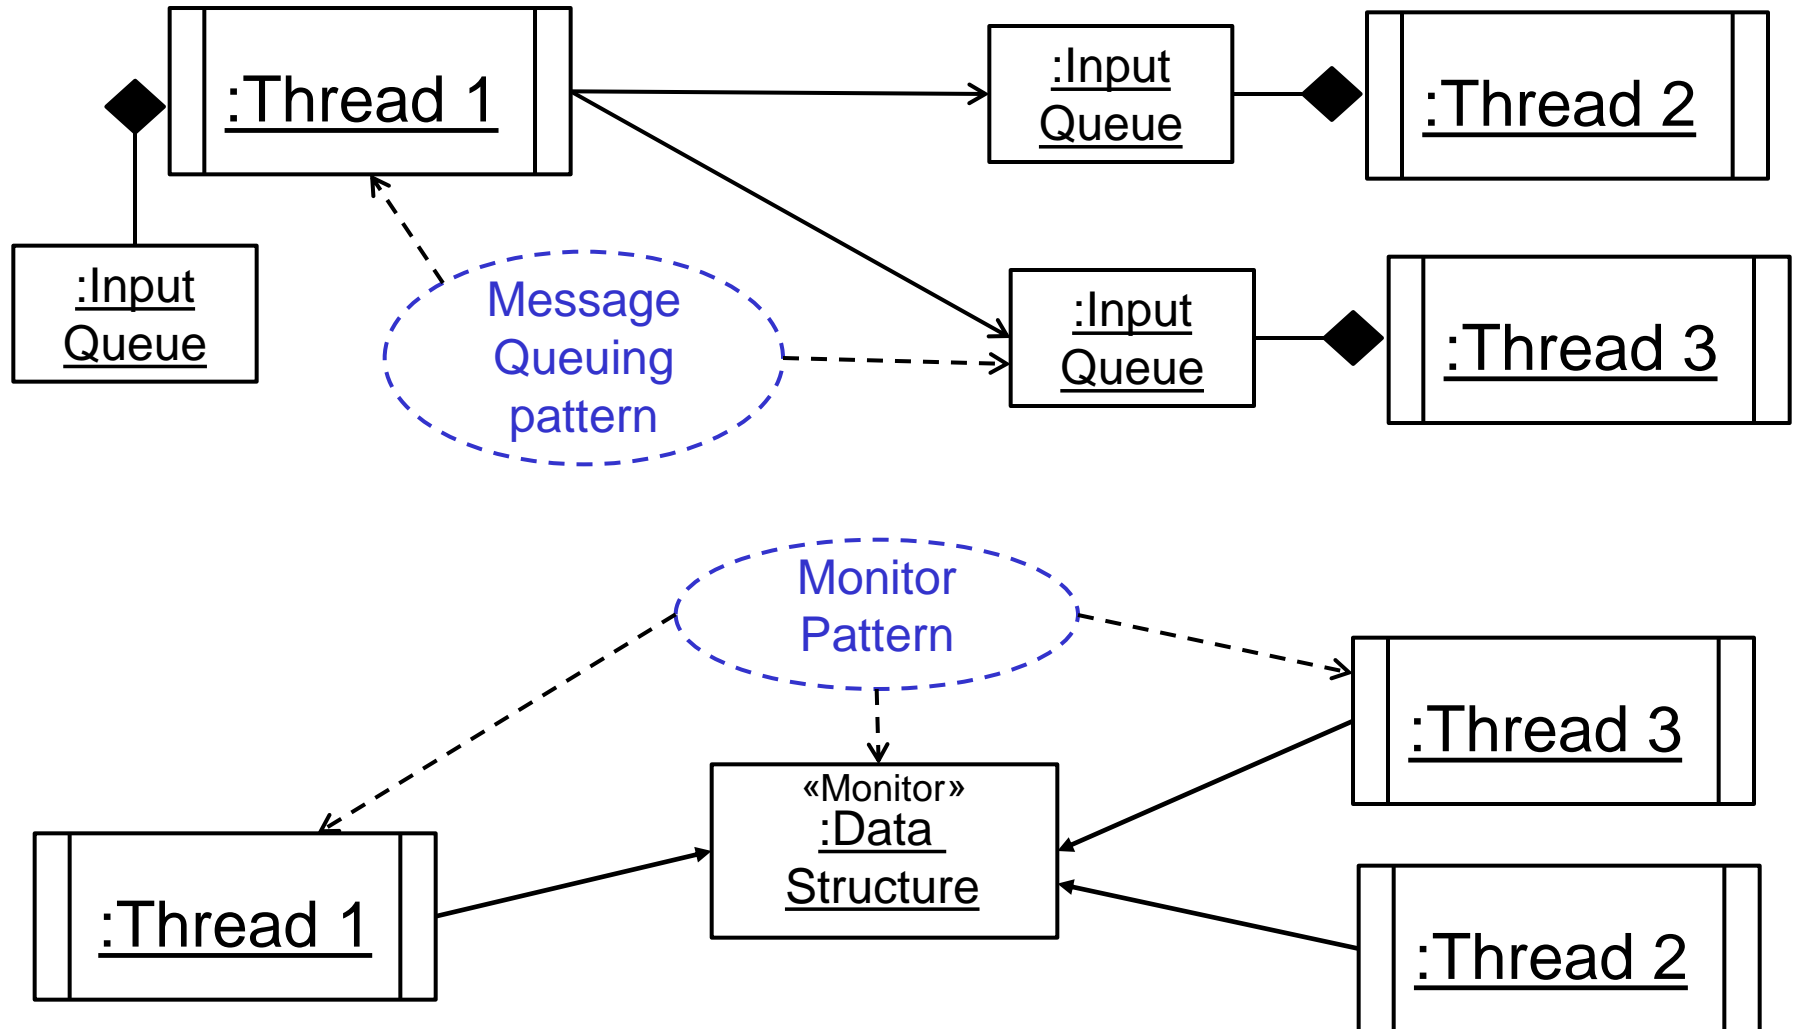 :Thread 1
:Input
Queue
:Thread 2
:Input
Queue
Message
Queuing
pattern
:Input
Queue
:Thread 3
Monitor
Pattern
:Thread 3
«Monitor»
:Data
Structure
:Thread 1
:Thread 2